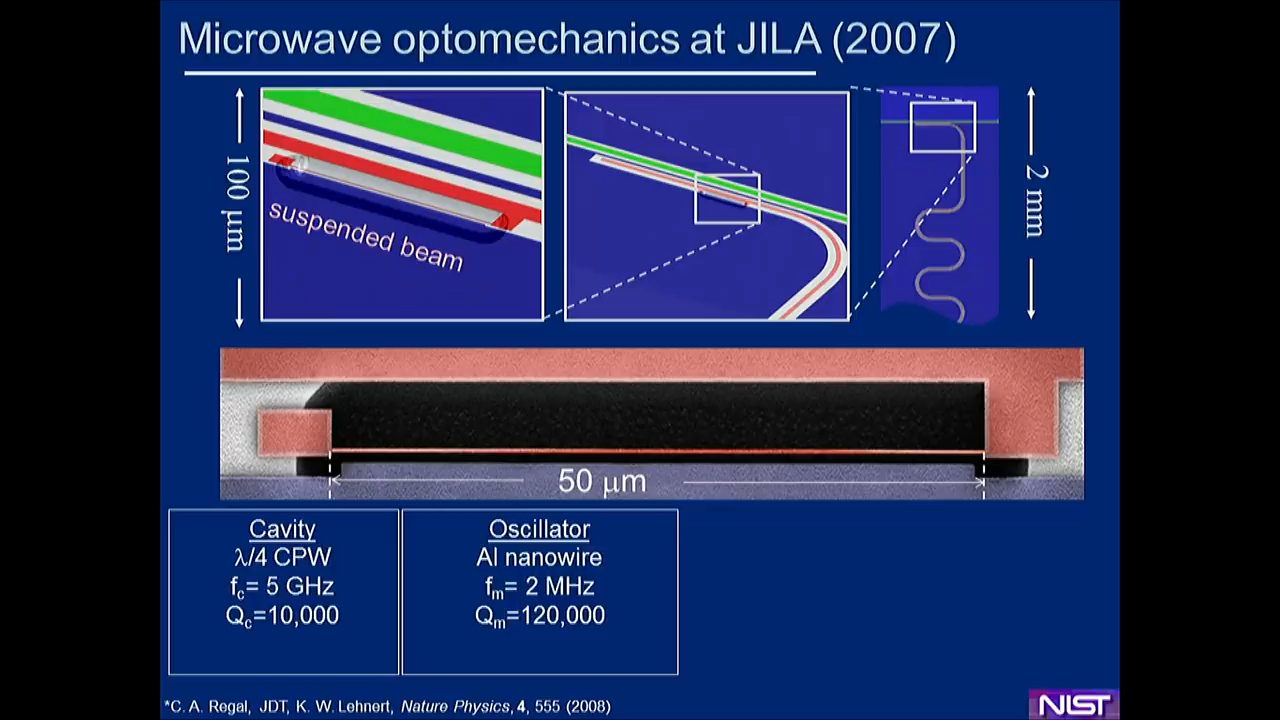 Microwave optomechanics at JILA (2007)
100 μm
suspended beam
2 mm
50 μm
Cavity
λ/4 CPW
fc= 5 GHz
Qc=10,000
Oscillator
Al nanowire
fm= 2 MHz
Qm=120,000
*C. A. Regal, JDT, K. W. Lehnert, Nature Physics, 4, 555 (2008)
NIST